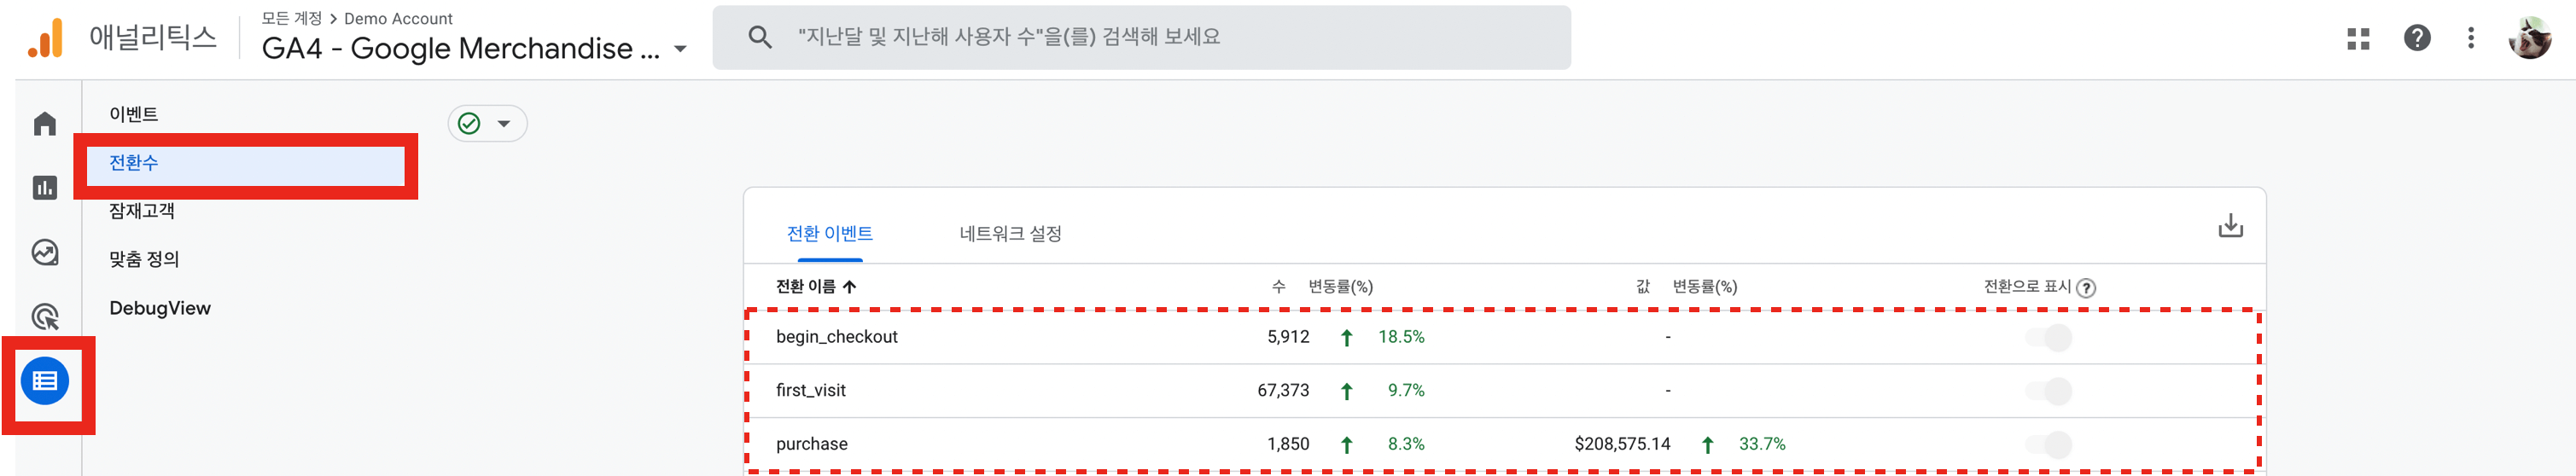 애널리틱스
모든 계정 > Demo Account
GA4 - Google Merchandise ...
"지난달 및 지난해 사용자 수"을(를) 검색해 보세요
이벤트
전환수
잠재고객
맞춤 정의
DebugView
전환 이벤트 네트워크 설정
전환 이름 ↑ 수 변동률(%) 값 변동률(%) 전환으로 표시 ?
begin_checkout 5,912 ↑ 18.5% -
first_visit 67,373 ↑ 9.7% -
purchase 1,850 ↑ 8.3% $208,575.14 ↑ 33.7%